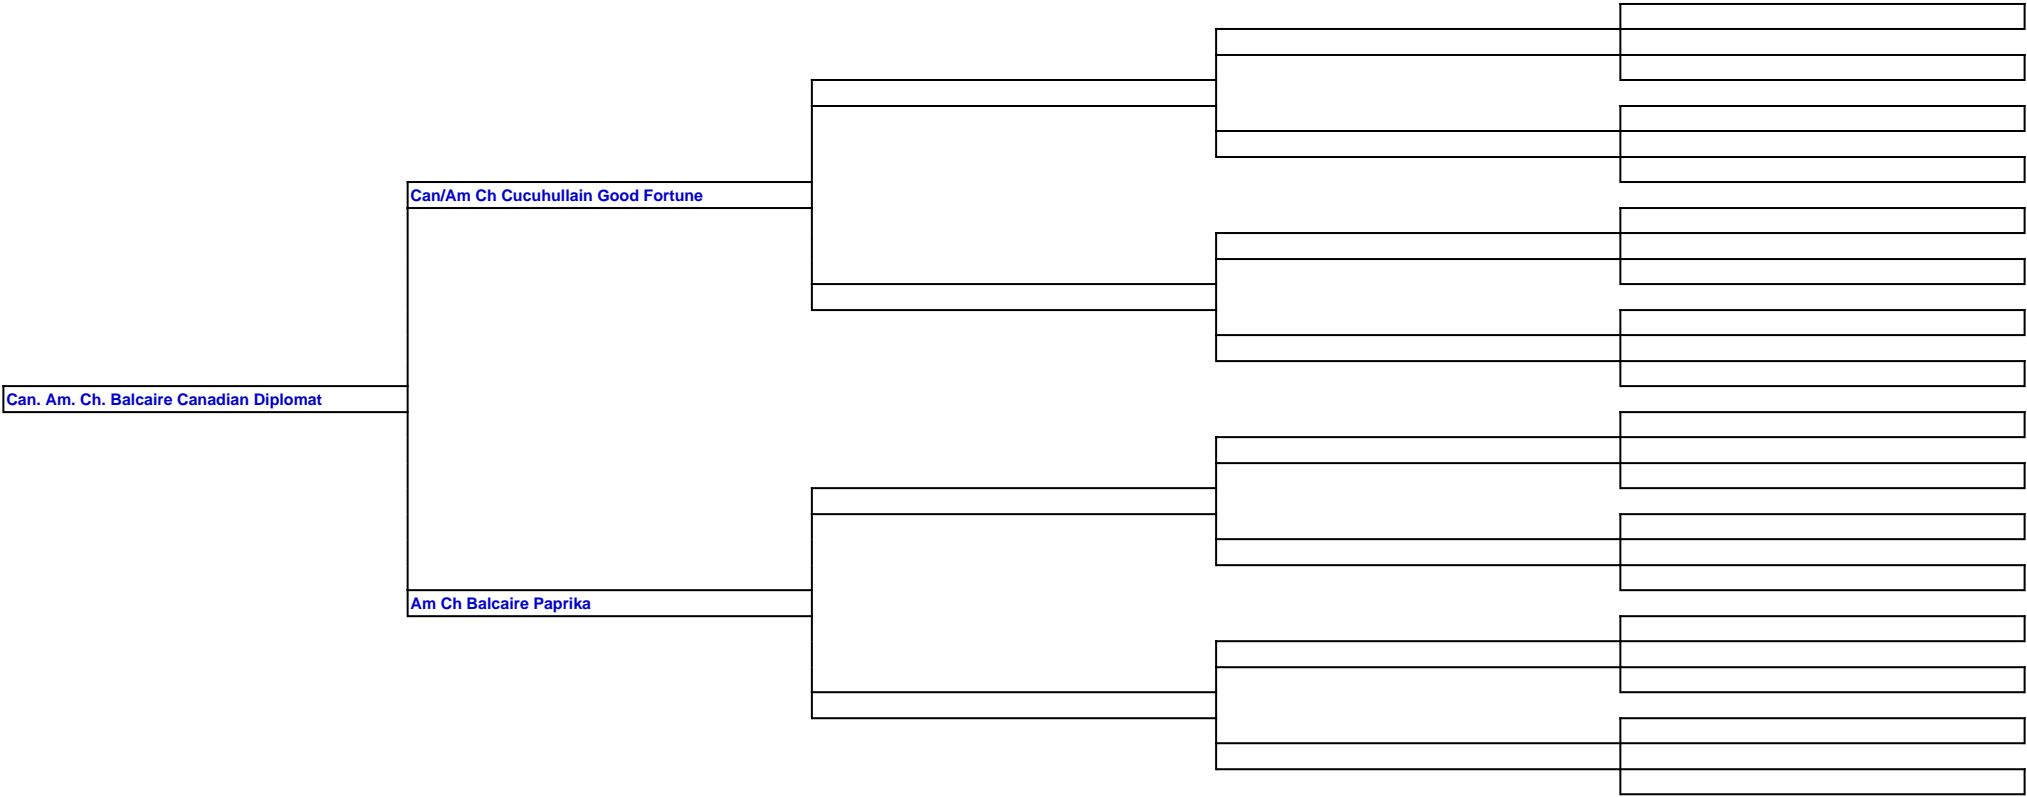 Can/Am Ch Cucuhullain Good Fortune
Can. Am. Ch. Balcaire Canadian Diplomat
Am Ch Balcaire Paprika